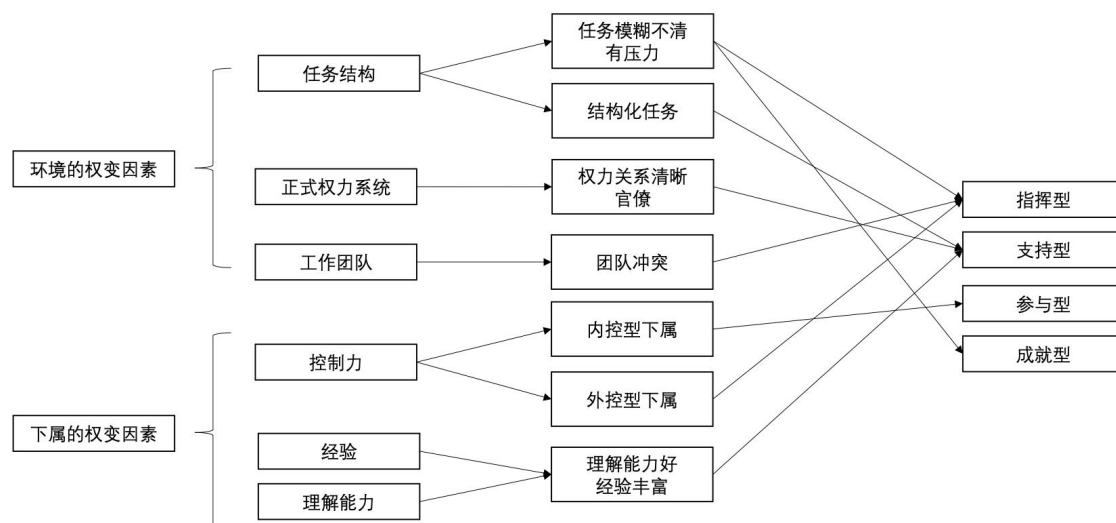 环境的权变因素
下属的权变因素
任务结构
正式权力系统
工作团队
控制力
经验
理解能力
任务模糊不清
有压力
结构化任务
权力关系清晰
官僚
团队冲突
内控型下属
外控型下属
理解能力好
经验丰富
指挥型
支持型
参与型
成就型